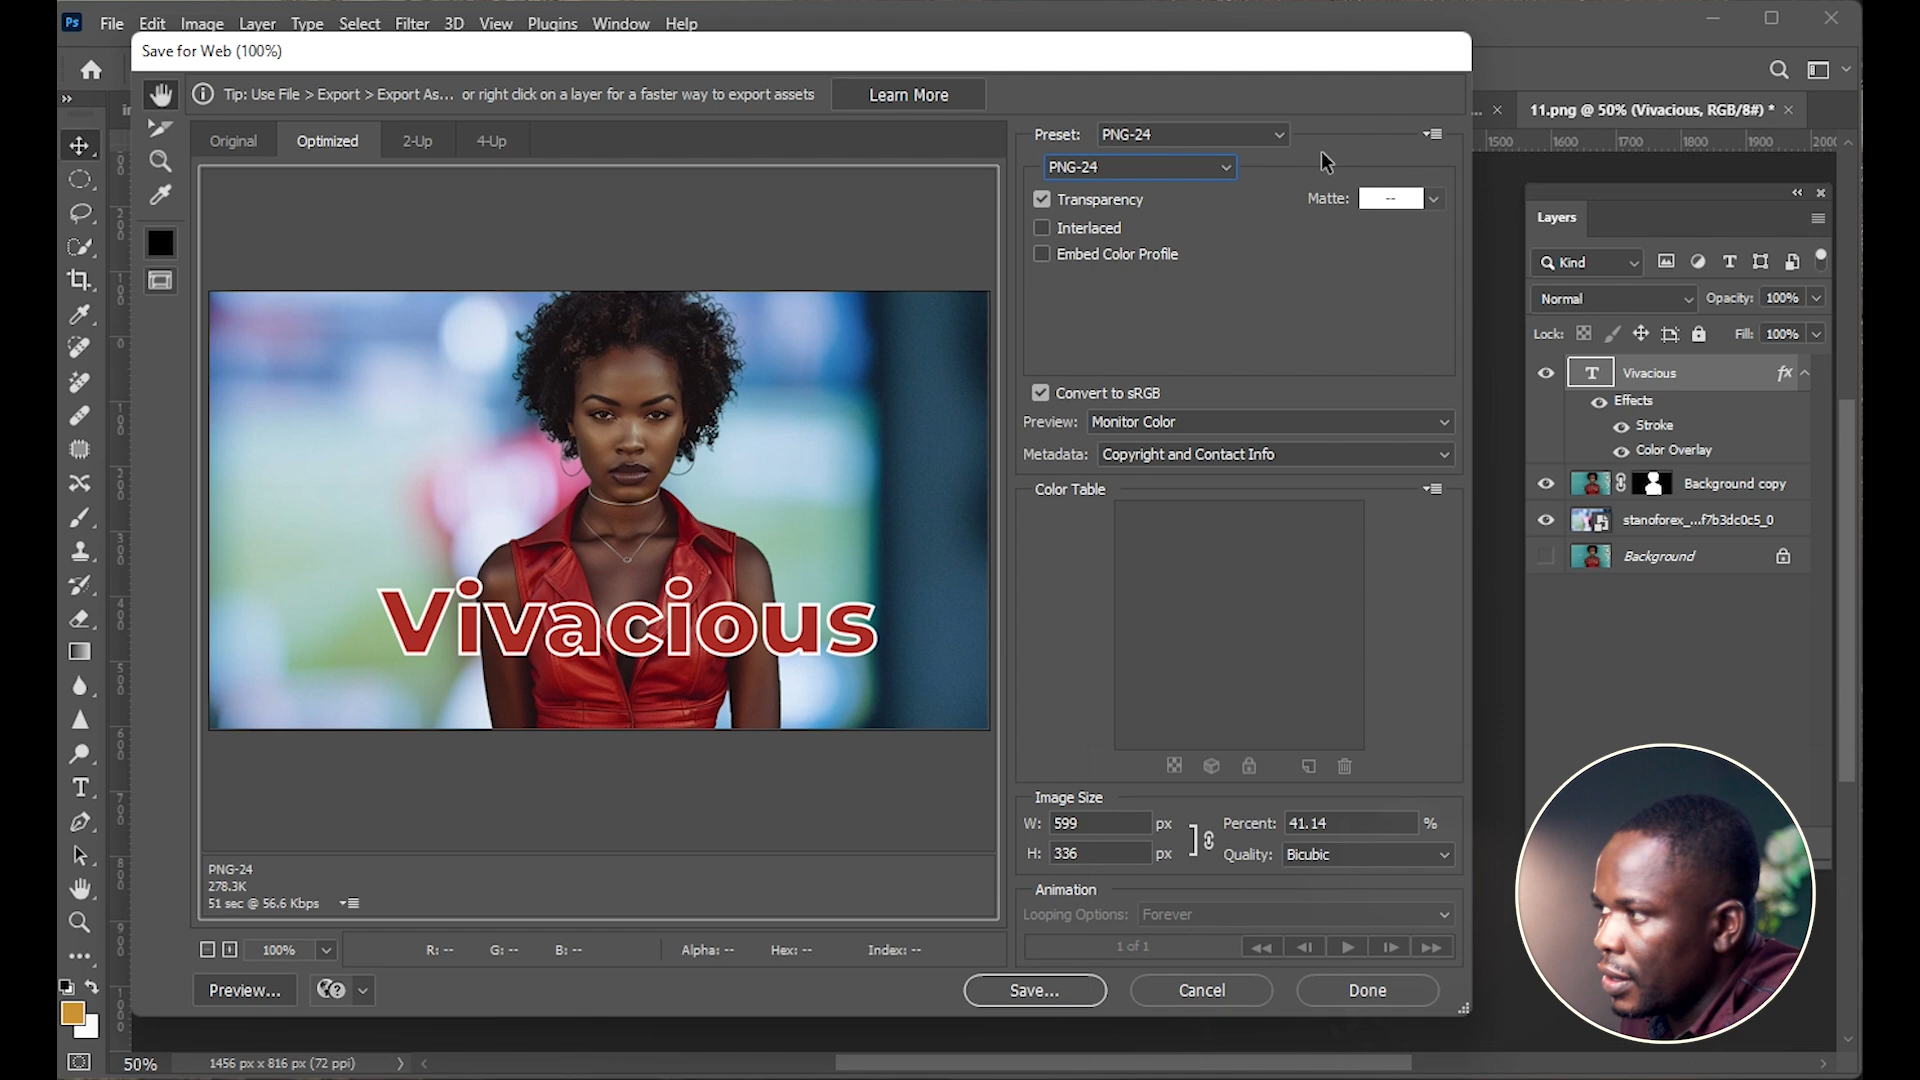 Ps File Edit Image Layer Type Select Filter 3D View Plugins Window Help
Save for Web (100%)
Tip: Use File > Export > Export As... or right click on a layer for a faster way to export assets
Learn More
11.png @ 50% (Vivacious, RGB/8#) *
Original Optimized 2-Up 4-Up
1500 1600 1700 1800 1900 2000
Preset: PNG-24
PNG-24
Transparency
Matte: --
Interlaced
Embed Color Profile
Convert to sRGB
Preview: Monitor Color
Metadata: Copyright and Contact Info
Color Table
Vivacious
Image Size
W: 599 px
H: 336 px
Percent: 41.14 %
Quality: Bicubic
Animation
Looping Options: Forever
1 of 1
PNG-24
278.3K
51 sec @ 56.6 Kbps
100%
R: -- G: -- B: -- Alpha: -- Hex: -- Index: --
Preview...
Save...
Cancel
Done
Layers
Kind
Normal
Opacity: 100%
Lock:
Fill: 100%
T Vivacious fx
Effects
Stroke
Color Overlay
Background copy
stanoforex_...f7b3dc0c5_0
Background
50%
1456 px x 816 px (72 ppi)